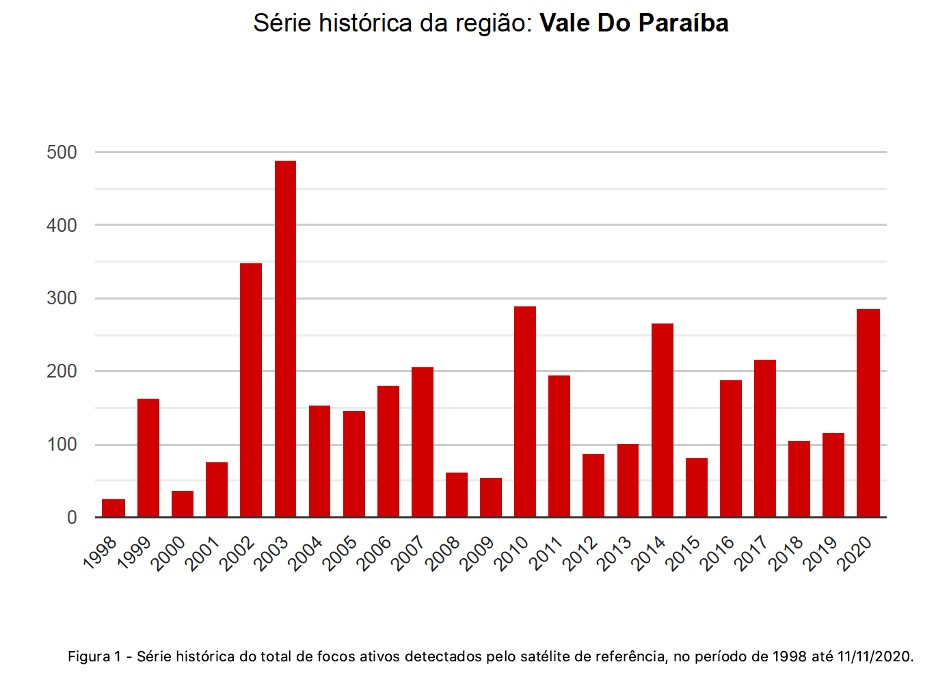 Série histórica da região: Vale Do Paraíba
500
400
300
200
100
0
1998 1999 2000 2001 2002 2003 2004 2005 2006 2007 2008 2009 2010 2011 2012 2013 2014 2015 2016 2017 2018 2019 2020
Figura 1 - Série histórica do total de focos ativos detectados pelo satélite de referência, no período de 1998 até 11/11/2020.